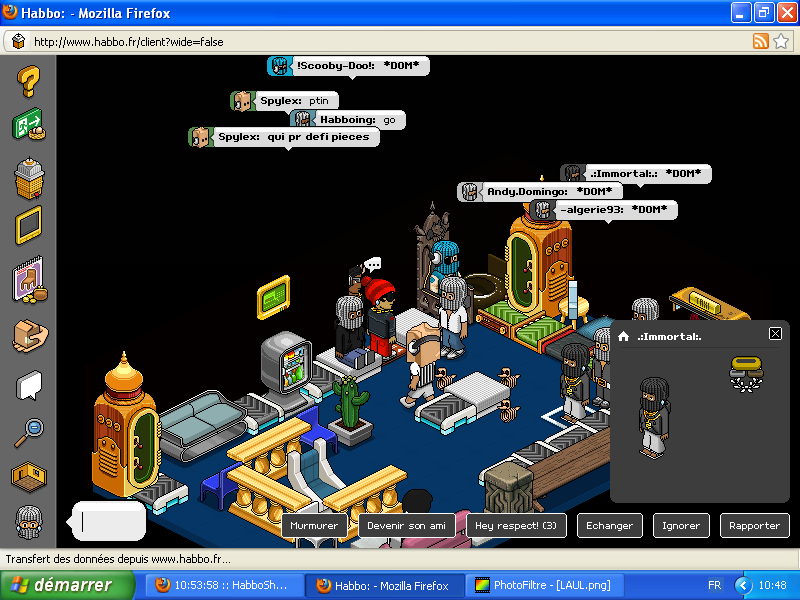 Habbo: - Mozilla Firefox
http://www.habbo.fr/client?wide=false
!Scooby-Doo!: *DOM*
Spylex: ptin
Habboing: go
Spylex: qui pr defi pieces
.:Immortal:.: *DOM*
Andy.Domingo: *DOM*
-algerie93: *DOM*
.:Immortal:.
Murmurer
Devenir son ami
Hey respect! (3)
Echanger
Ignorer
Rapporter
Transfert des données depuis www.habbo.fr...
démarrer
10:53:58 :: HabboSh...
Habbo: - Mozilla Firefox
PhotoFiltre - [LAUL.png]
FR
10:48